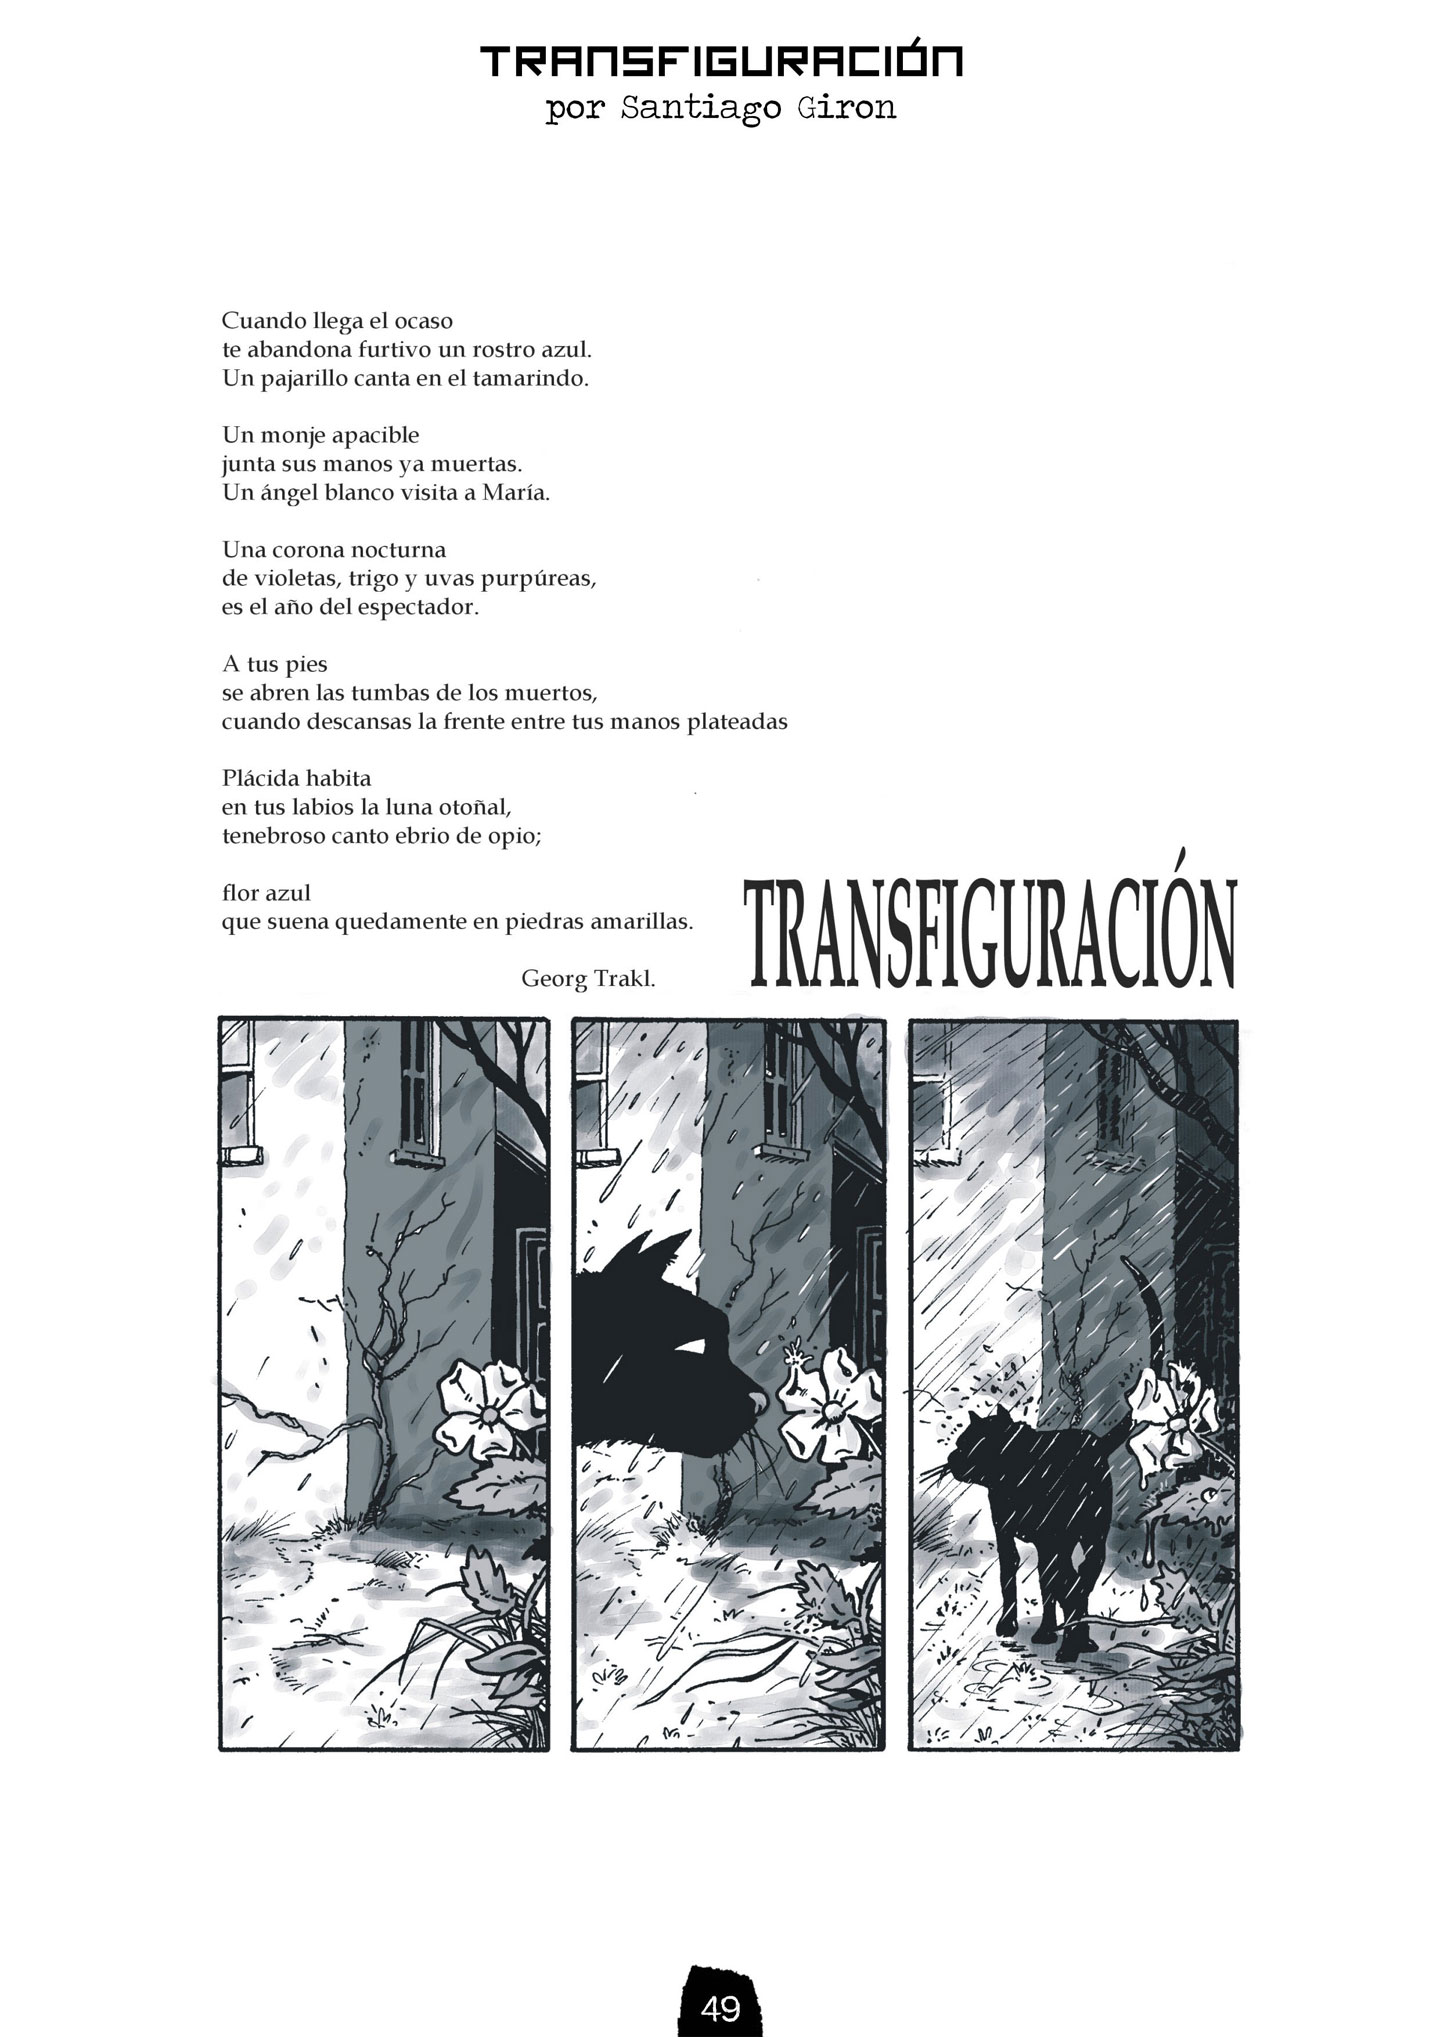 TRANSFIGURACIÓN
por Santiago Giron
Cuando llega el ocaso
te abandona furtivo un rostro azul.
Un pajarillo canta en el tamarindo.
Un monje apacible
junta sus manos ya muertas.
Un ángel blanco visita a María.
Una corona nocturna
de violetas, trigo y uvas purpúreas,
es el año del espectador.
A tus pies
se abren las tumbas de los muertos,
cuando descansas la frente entre tus manos plateadas
Plácida habita
en tus labios la luna otoñal,
tenebroso canto ebrio de opio;
flor azul
que suena quedamente en piedras amarillas.
Georg Trakl.
TRANSFIGURACIÓN
49